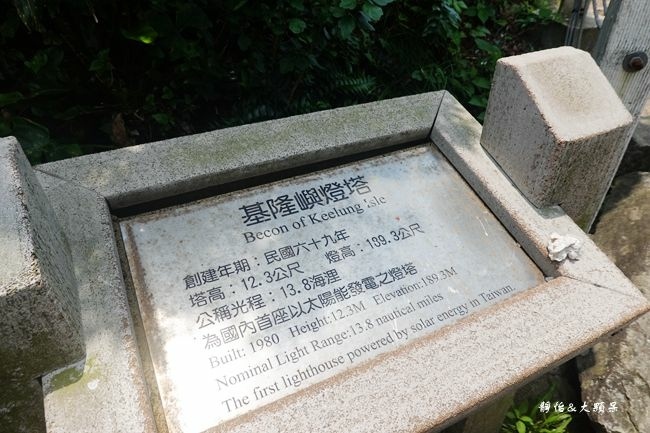 基隆嶼燈塔
Becon of Keelung isle
創建年期：民國六十九年
塔高：12.3公尺　燈高：189.3公尺
公稱光程：13.8海浬
為國內首座以太陽能發電之燈塔
Built: 1980 Height:12.3M Elevation:189.3M
Nominal Light Range:13.8 nautical miles
The first lighthouse powered by solar energy in Taiwan.
靜怡&大顆呆